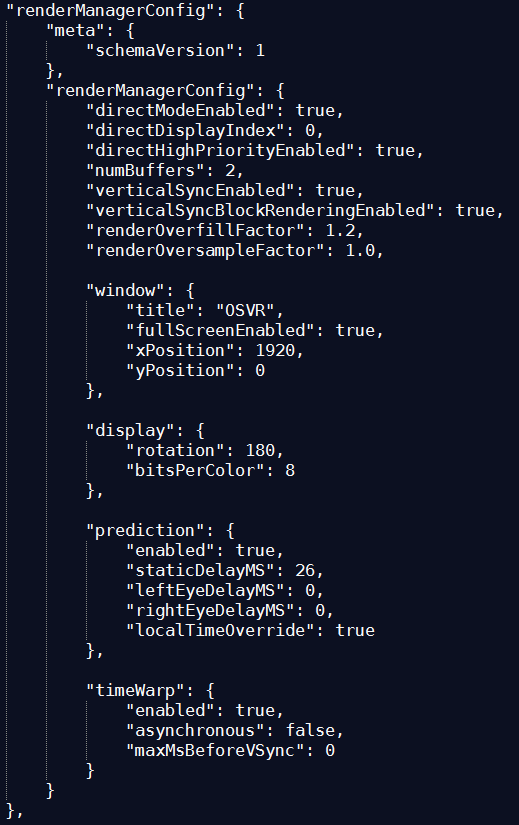 "renderManagerConfig": {
    "meta": {
        "schemaVersion": 1
    },
    "renderManagerConfig": {
        "directModeEnabled": true,
        "directDisplayIndex": 0,
        "directHighPriorityEnabled": true,
        "numBuffers": 2,
        "verticalSyncEnabled": true,
        "verticalSyncBlockRenderingEnabled": true,
        "renderOverfillFactor": 1.2,
        "renderOversampleFactor": 1.0,

        "window": {
            "title": "OSVR",
            "fullScreenEnabled": true,
            "xPosition": 1920,
            "yPosition": 0
        },

        "display": {
            "rotation": 180,
            "bitsPerColor": 8
        },

        "prediction": {
            "enabled": true,
            "staticDelayMS": 26,
            "leftEyeDelayMS": 0,
            "rightEyeDelayMS": 0,
            "localTimeOverride": true
        },

        "timeWarp": {
            "enabled": true,
            "asynchronous": false,
            "maxMsBeforeVSync": 0
        }
    }
},